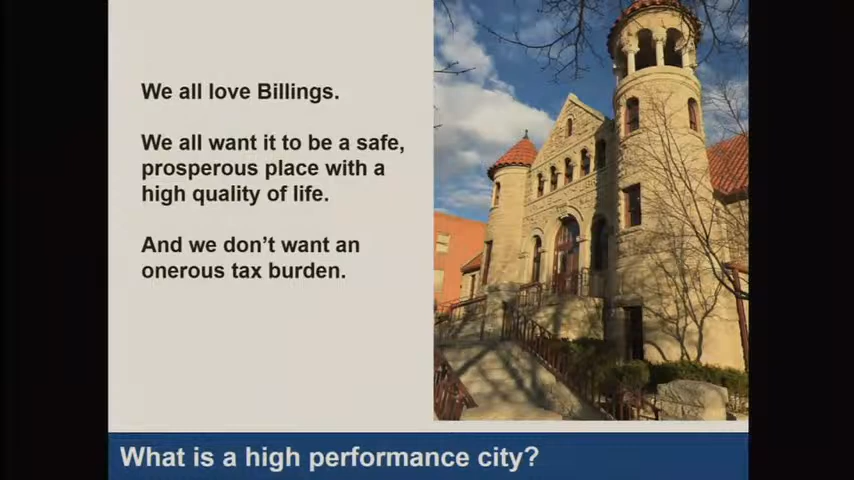 We all love Billings.
We all want it to be a safe,
prosperous place with a
high quality of life.
And we don't want an
onerous tax burden.
What is a high performance city?